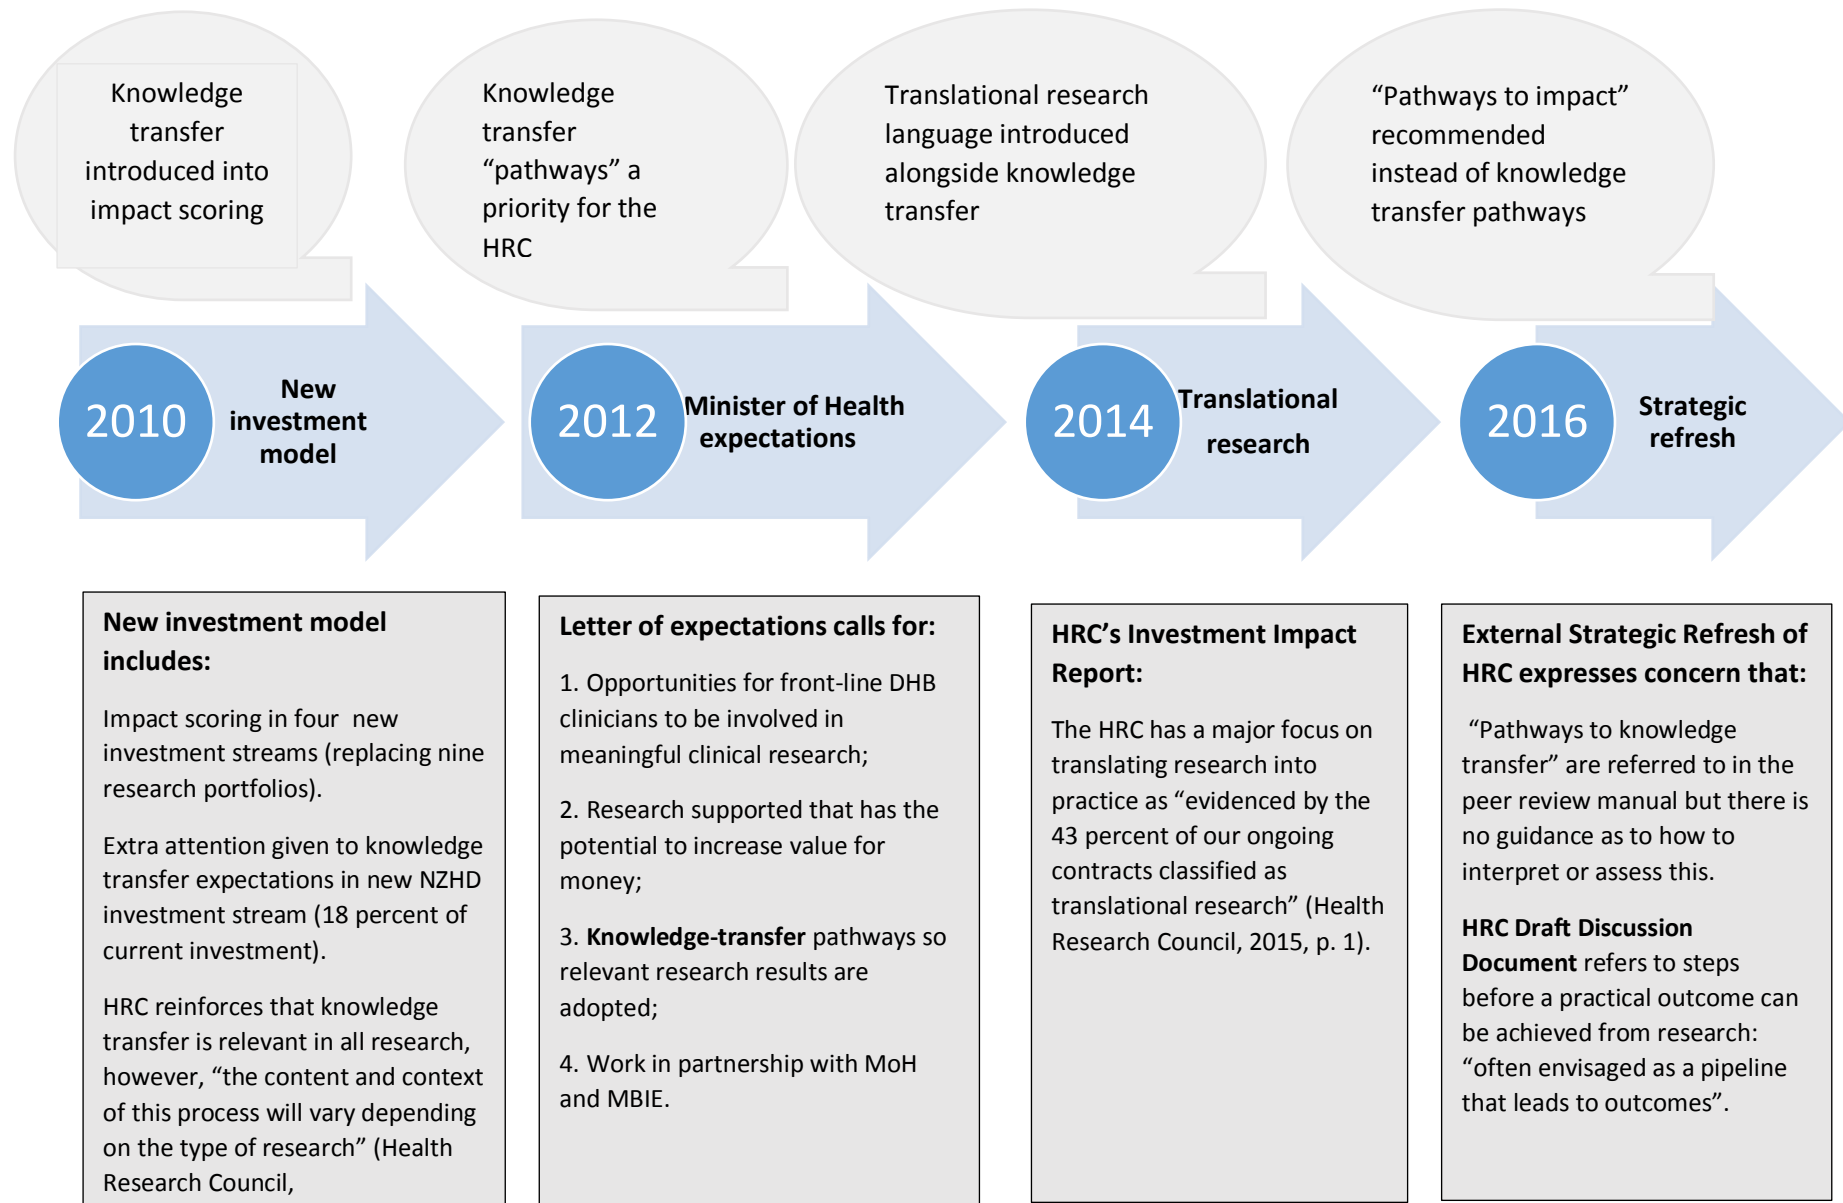 Knowledge
transfer
introduced into
impact scoring
Knowledge
transfer
“pathways” a
priority for the
HRC
Translational research
language introduced
alongside knowledge
transfer
“Pathways to impact”
recommended
instead of knowledge
transfer pathways
2010
New
investment
model
2012
Minister of Health
expectations
2014
Translational
research
2016
Strategic
refresh
New investment model
includes:
Impact scoring in four new
investment streams (replacing nine
research portfolios).
Extra attention given to knowledge
transfer expectations in new NZHD
investment stream (18 percent of
current investment).
HRC reinforces that knowledge
transfer is relevant in all research,
however, “the content and context
of this process will vary depending
on the type of research” (Health
Research Council,
Letter of expectations calls for:
1. Opportunities for front-line DHB
clinicians to be involved in
meaningful clinical research;
2. Research supported that has the
potential to increase value for
money;
3. Knowledge-transfer pathways so
relevant research results are
adopted;
4. Work in partnership with MoH
and MBIE.
HRC’s Investment Impact
Report:
The HRC has a major focus on
translating research into
practice as “evidenced by the
43 percent of our ongoing
contracts classified as
translational research” (Health
Research Council, 2015, p. 1).
External Strategic Refresh of
HRC expresses concern that:
“Pathways to knowledge
transfer” are referred to in the
peer review manual but there is
no guidance as to how to
interpret or assess this.
HRC Draft Discussion
Document refers to steps
before a practical outcome can
be achieved from research:
“often envisaged as a pipeline
that leads to outcomes”.